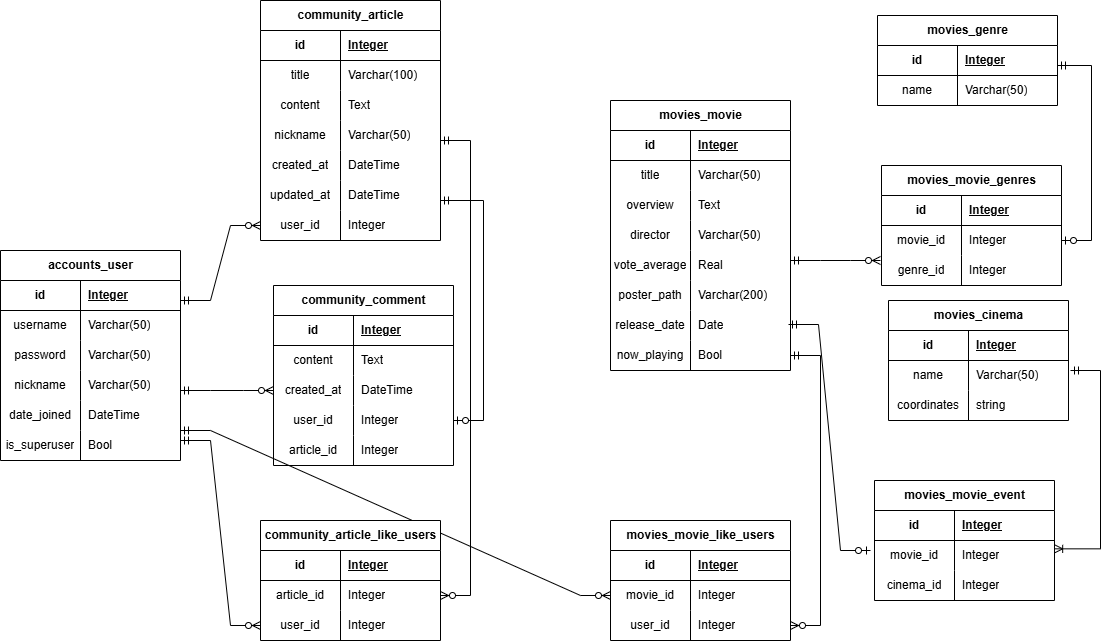 community_article
id Integer
title Varchar(100)
content Text
nickname Varchar(50)
created_at DateTime
updated_at DateTime
user_id Integer
accounts_user
id Integer
username Varchar(50)
password Varchar(50)
nickname Varchar(50)
date_joined DateTime
is_superuser Bool
community_comment
id Integer
content Text
created_at DateTime
user_id Integer
article_id Integer
community_article_like_users
id Integer
article_id Integer
user_id Integer
movies_movie
id Integer
title Varchar(50)
overview Text
director Varchar(50)
vote_average Real
poster_path Varchar(200)
release_date Date
now_playing Bool
movies_movie_like_users
id Integer
movie_id Integer
user_id Integer
movies_genre
id Integer
name Varchar(50)
movies_movie_genres
id Integer
movie_id Integer
genre_id Integer
movies_cinema
id Integer
name Varchar(50)
coordinates string
movies_movie_event
id Integer
movie_id Integer
cinema_id Integer